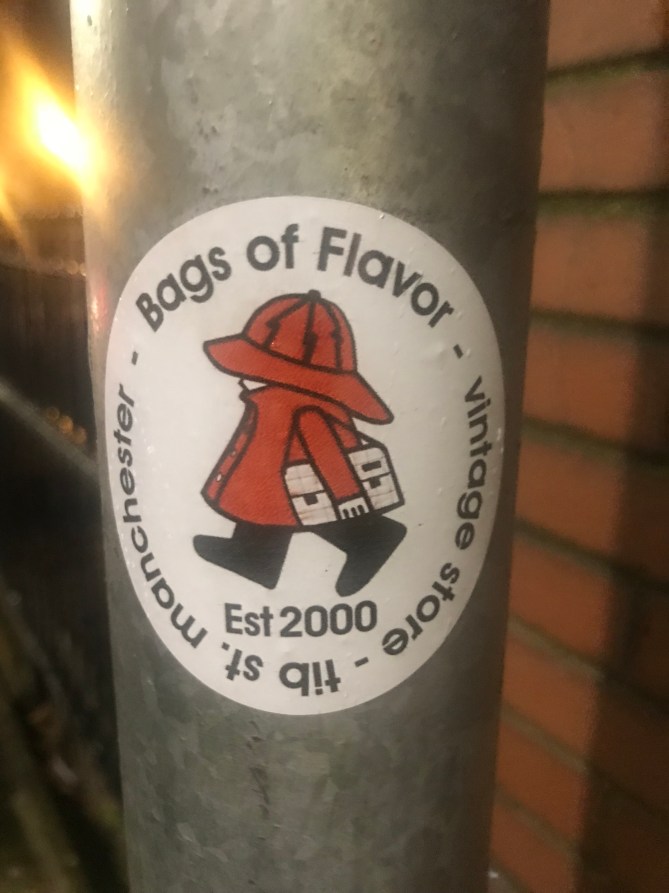 Bags of Flavor - vintage store - tib st. manchester -
Est 2000